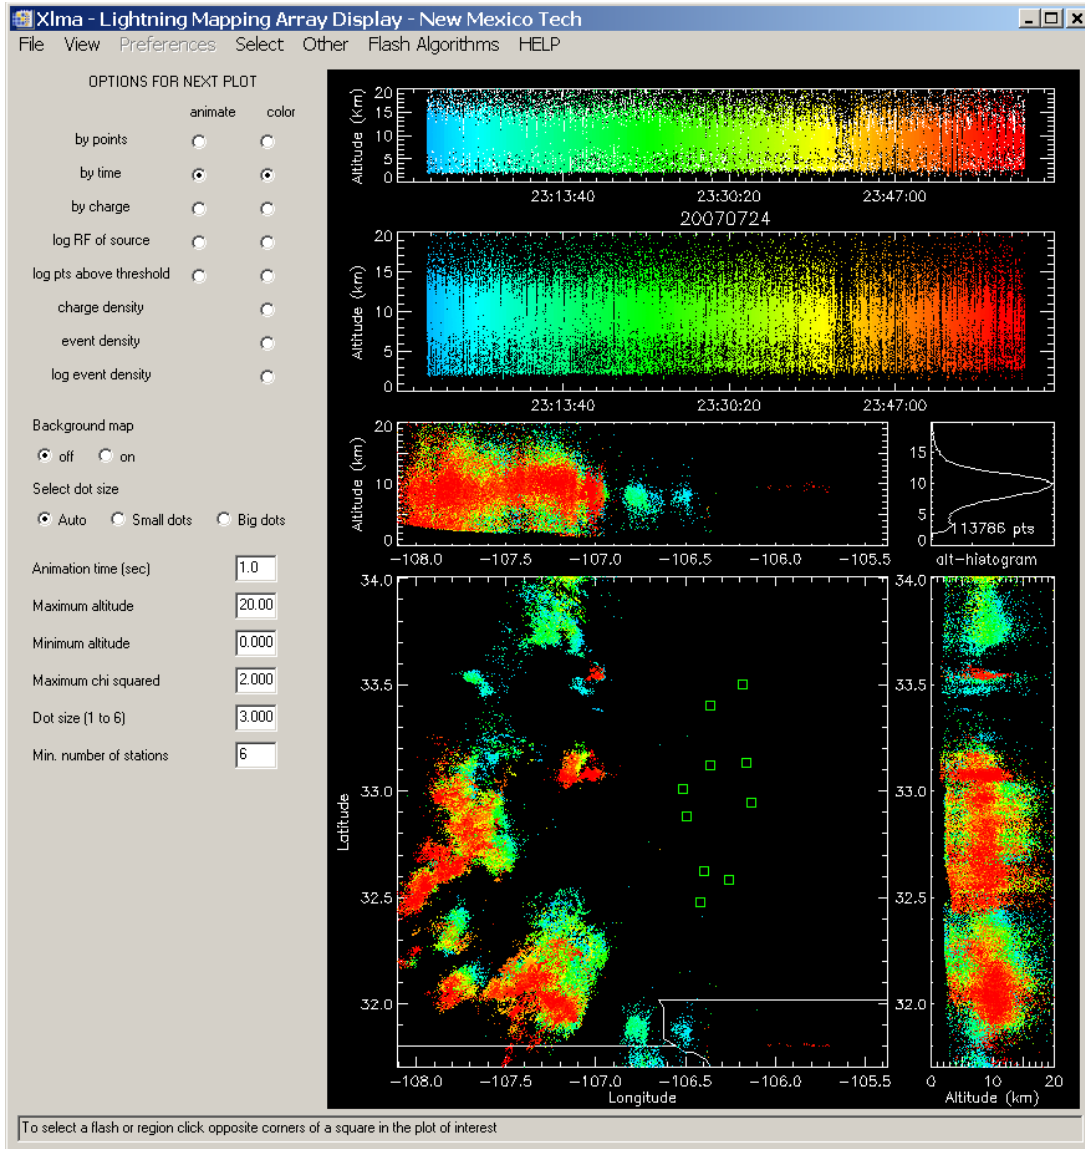 Xlma - Lightning Mapping Array Display - New Mexico Tech
File View Preferences Select Other Flash Algorithms HELP
OPTIONS FOR NEXT PLOT
animate color
by points
by time
by charge
log RF of source
log pts above threshold
charge density
event density
log event density
Background map
off on
Select dot size
Auto Small dots Big dots
Animation time (sec) 1.0
Maximum altitude 20.00
Minimum altitude 0.000
Maximum chi squared 2.000
Dot size (1 to 6) 3.000
Min. number of stations 6
Altitude (km)
20
15
10
5
0
23:13:40 23:30:20 23:47:00
20070724
Altitude (km)
20
15
10
5
0
23:13:40 23:30:20 23:47:00
Altitude (km)
20
10
0
-108.0 -107.5 -107.0 -106.5 -106.0 -105.5
20
15
10
5
0
113786 pts
alt-histogram
Latitude
34.0
33.5
33.0
32.5
32.0
-108.0 -107.5 -107.0 -106.5 -106.0 -105.5
Longitude
34.0
33.5
33.0
32.5
32.0
0 10 20
Altitude (km)
To select a flash or region click opposite corners of a square in the plot of interest